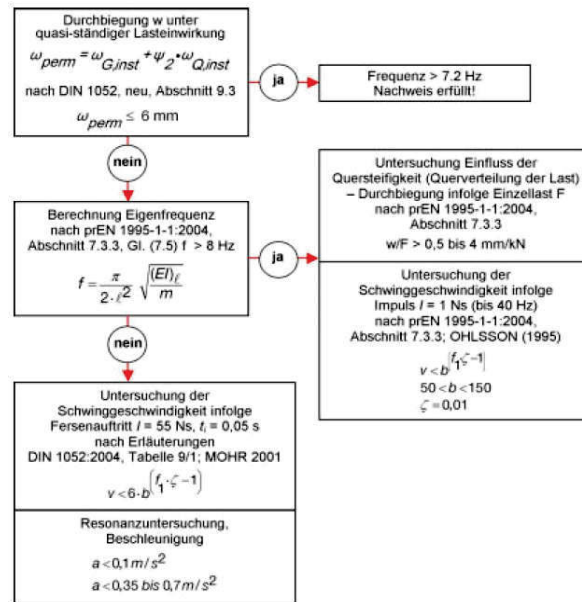 Durchbiegung w unter
quasi-ständiger Lasteinwirkung
ω_perm = ω_G,inst + ψ_2 • ω_Q,inst
nach DIN 1052, neu, Abschnitt 9.3
ω_perm ≤ 6 mm
ja
Frequenz > 7.2 Hz
Nachweis erfüllt!
nein
Berechnung Eigenfrequenz
nach prEN 1995-1-1:2004,
Abschnitt 7.3.3, Gl. (7.5) f > 8 Hz
f = π / (2 · ℓ²) √((EI)_ℓ / m)
ja
Untersuchung Einfluss der
Quersteifigkeit (Querverteilung der Last)
– Durchbiegung infolge Einzellast F
nach prEN 1995-1-1:2004,
Abschnitt 7.3.3
w/F > 0,5 bis 4 mm/kN
Untersuchung der
Schwinggeschwindigkeit infolge
Impuls I = 1 Ns (bis 40 Hz)
nach prEN 1995-1-1:2004,
Abschnitt 7.3.3; OHLSSON (1995)
v < b^[f_1 ζ −1]
50 < b < 150
ζ = 0,01
nein
Untersuchung der
Schwinggeschwindigkeit infolge
Fersenauftritt I = 55 Ns, t_i = 0,05 s
nach Erläuterungen
DIN 1052:2004, Tabelle 9/1; MOHR 2001
v < 6 · b^(f_1 · ζ −1)
Resonanzuntersuchung,
Beschleunigung
a < 0,1 m/s²
a < 0,35 bis 0,7 m/s²